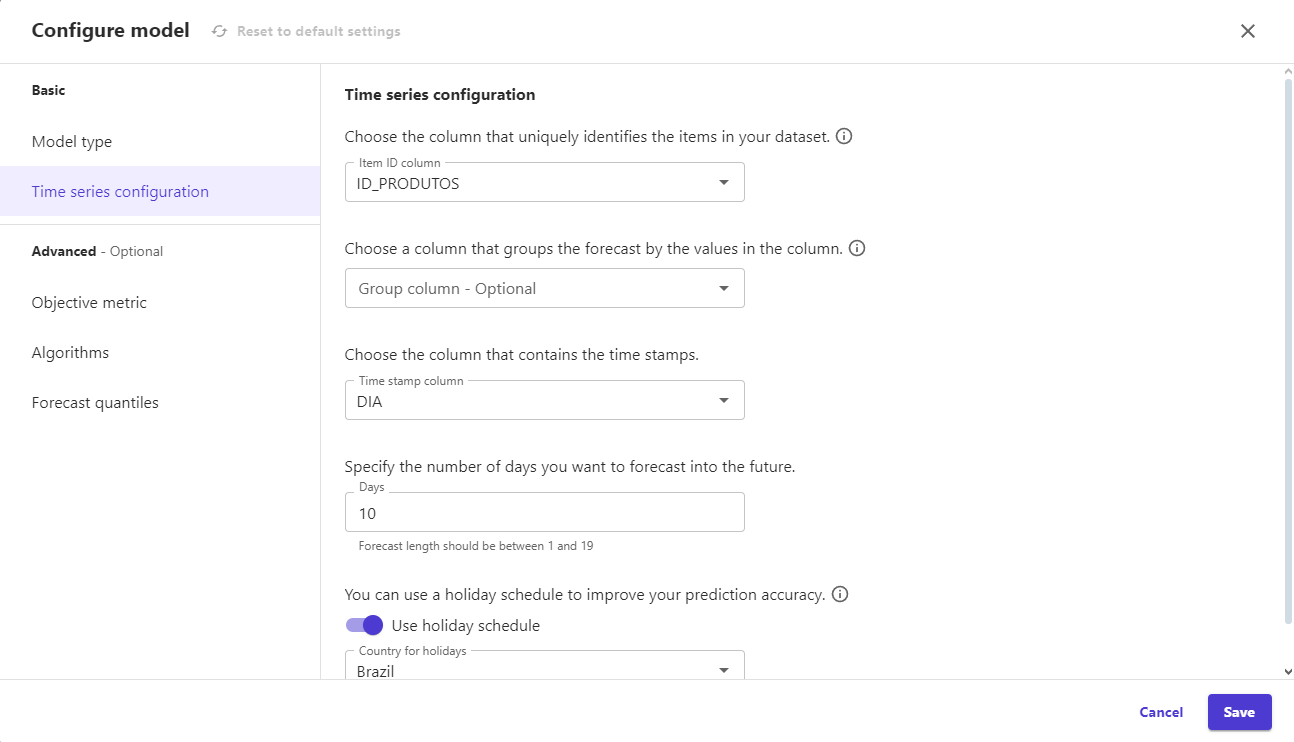 Configure model
Reset to default settings
Basic
Model type
Time series configuration
Advanced - Optional
Objective metric
Algorithms
Forecast quantiles
Time series configuration
Choose the column that uniquely identifies the items in your dataset.
Item ID column
ID_PRODUTOS
Choose a column that groups the forecast by the values in the column.
Group column - Optional
Choose the column that contains the time stamps.
Time stamp column
DIA
Specify the number of days you want to forecast into the future.
Days
10
Forecast length should be between 1 and 19
You can use a holiday schedule to improve your prediction accuracy.
Use holiday schedule
Country for holidays
Brazil
Cancel
Save